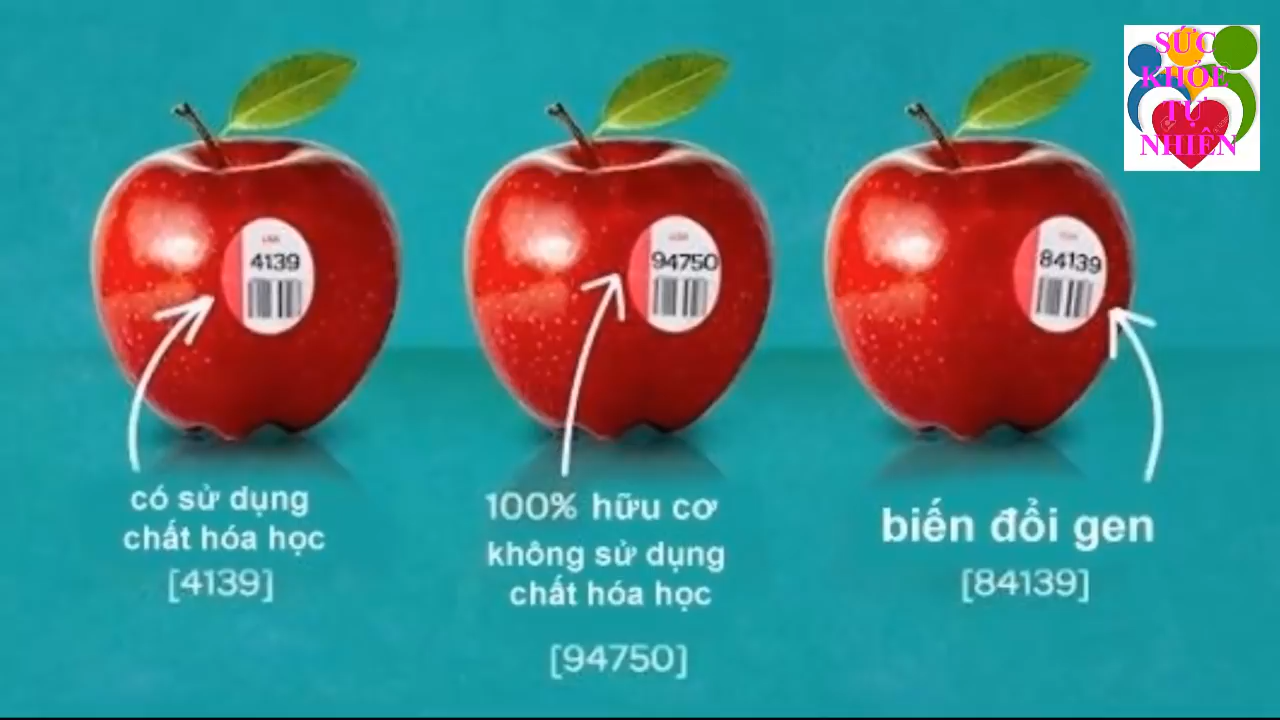 SỨC
KHỎE
TỰ
NHIÊN
4139
94750
84139
có sử dụng
chất hóa học
[4139]
100% hữu cơ
không sử dụng
chất hóa học
[94750]
biến đổi gen
[84139]